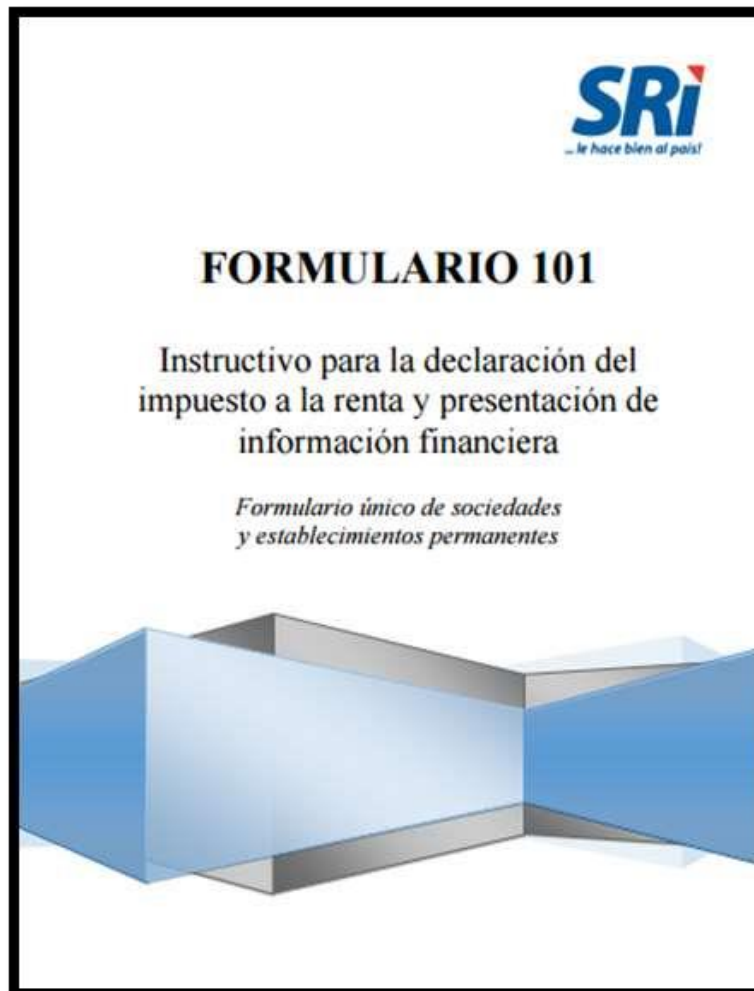 SRi
... le hace bien al país!
FORMULARIO 101
Instructivo para la declaración del
impuesto a la renta y presentación de
información financiera
Formulario único de sociedades
y establecimientos permanentes